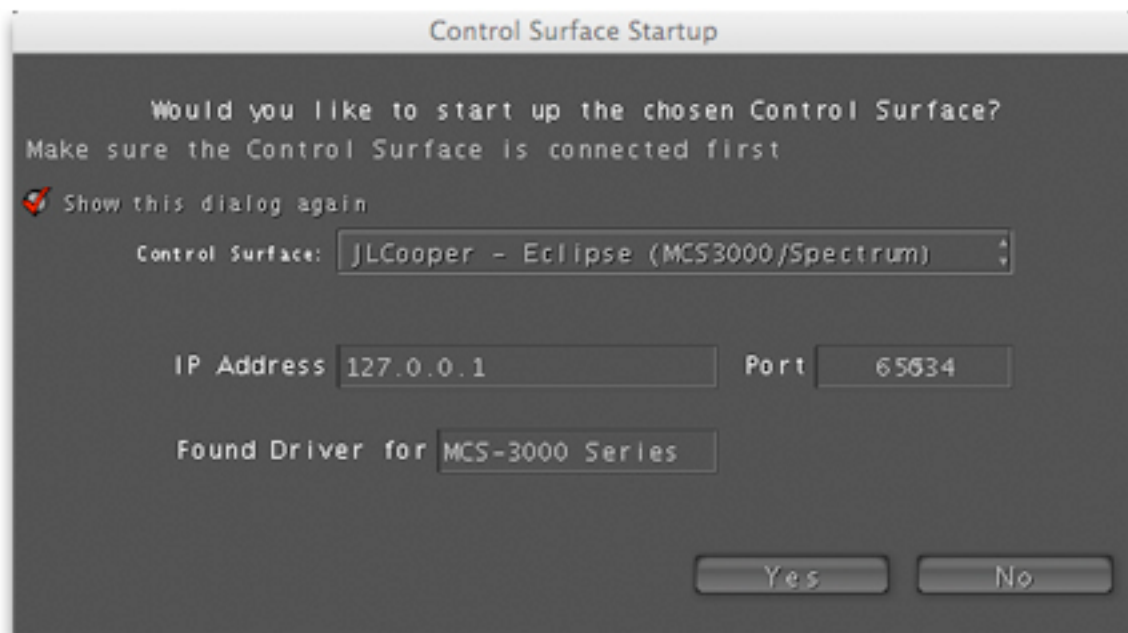 Control Surface Startup
Would you like to start up the chosen Control Surface?
Make sure the Control Surface is connected first
Show this dialog again
Control Surface: JLCooper - Eclipse (MCS3000/Spectrum)
IP Address 127.0.0.1 Port
Found Driver for MCS-3000 Series
Yes No